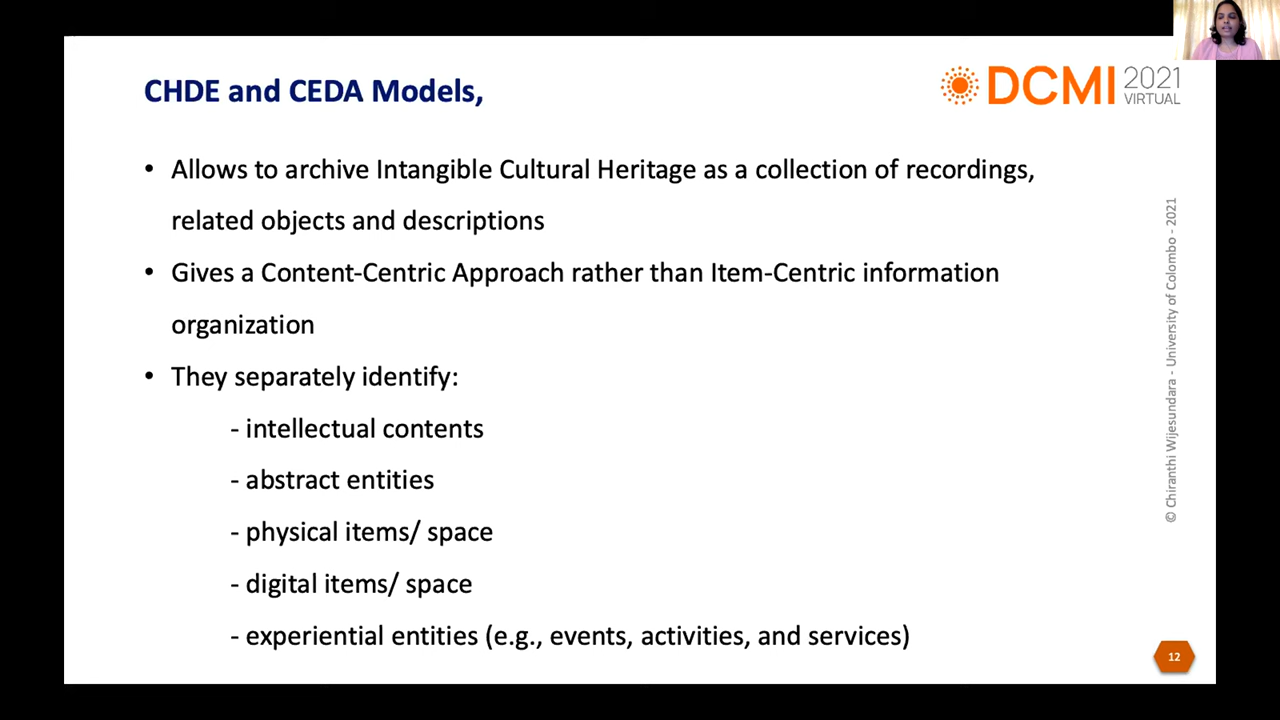 CHDE and CEDA Models,
DCMI 2021
VIRTUAL
• Allows to archive Intangible Cultural Heritage as a collection of recordings,
related objects and descriptions
• Gives a Content-Centric Approach rather than Item-Centric information
organization
• They separately identify:
- intellectual contents
- abstract entities
- physical items/ space
- digital items/ space
- experiential entities (e.g., events, activities, and services)
© Chiranthi Wijesundara - University of Colombo - 2021
12